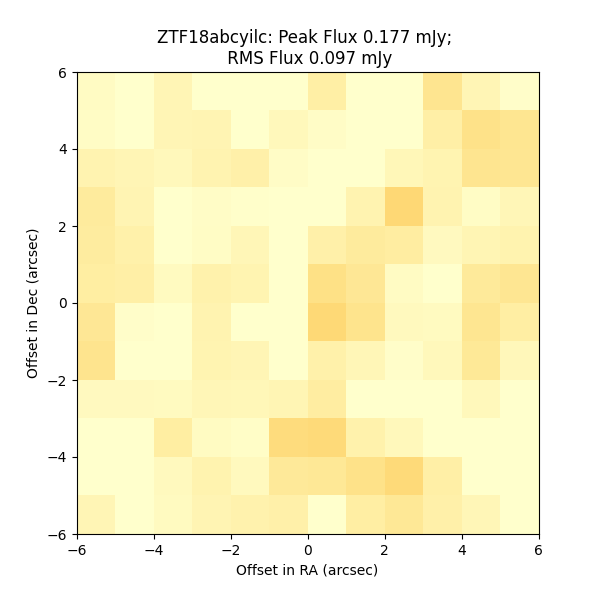 ZTF18abcyilc: Peak Flux 0.177 mJy;
RMS Flux 0.097 mJy
6
4
2
0
−2
−4
−6
Offset in Dec (arcsec)
−6 −4 −2 0 2 4 6
Offset in RA (arcsec)